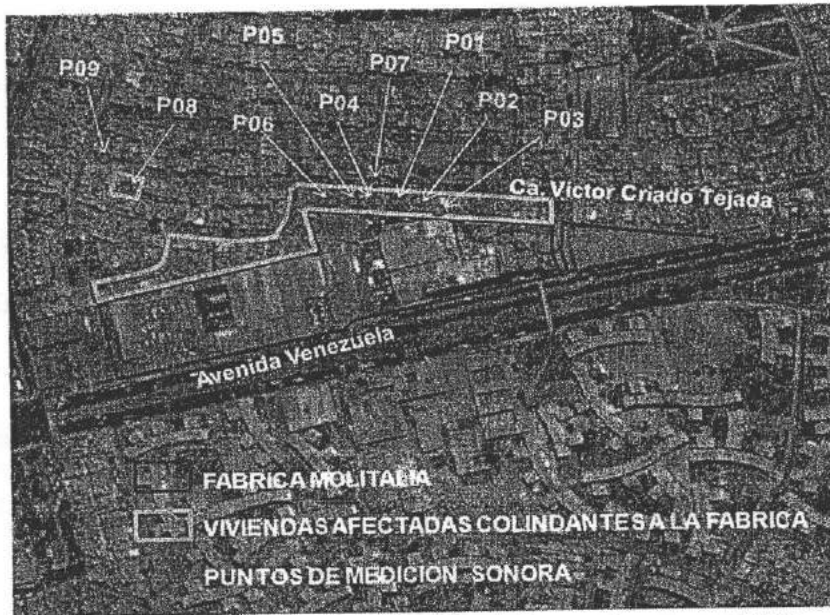 P05
P01
P09
P07
P08
P04
P06
P02
P03
Ca. Víctor Criado Tejada
Avenida Venezuela
FABRICA MOLITALIA
VIVIENDAS AFECTADAS COLINDANTES A LA FABRICA
PUNTOS DE MEDICION SONORA